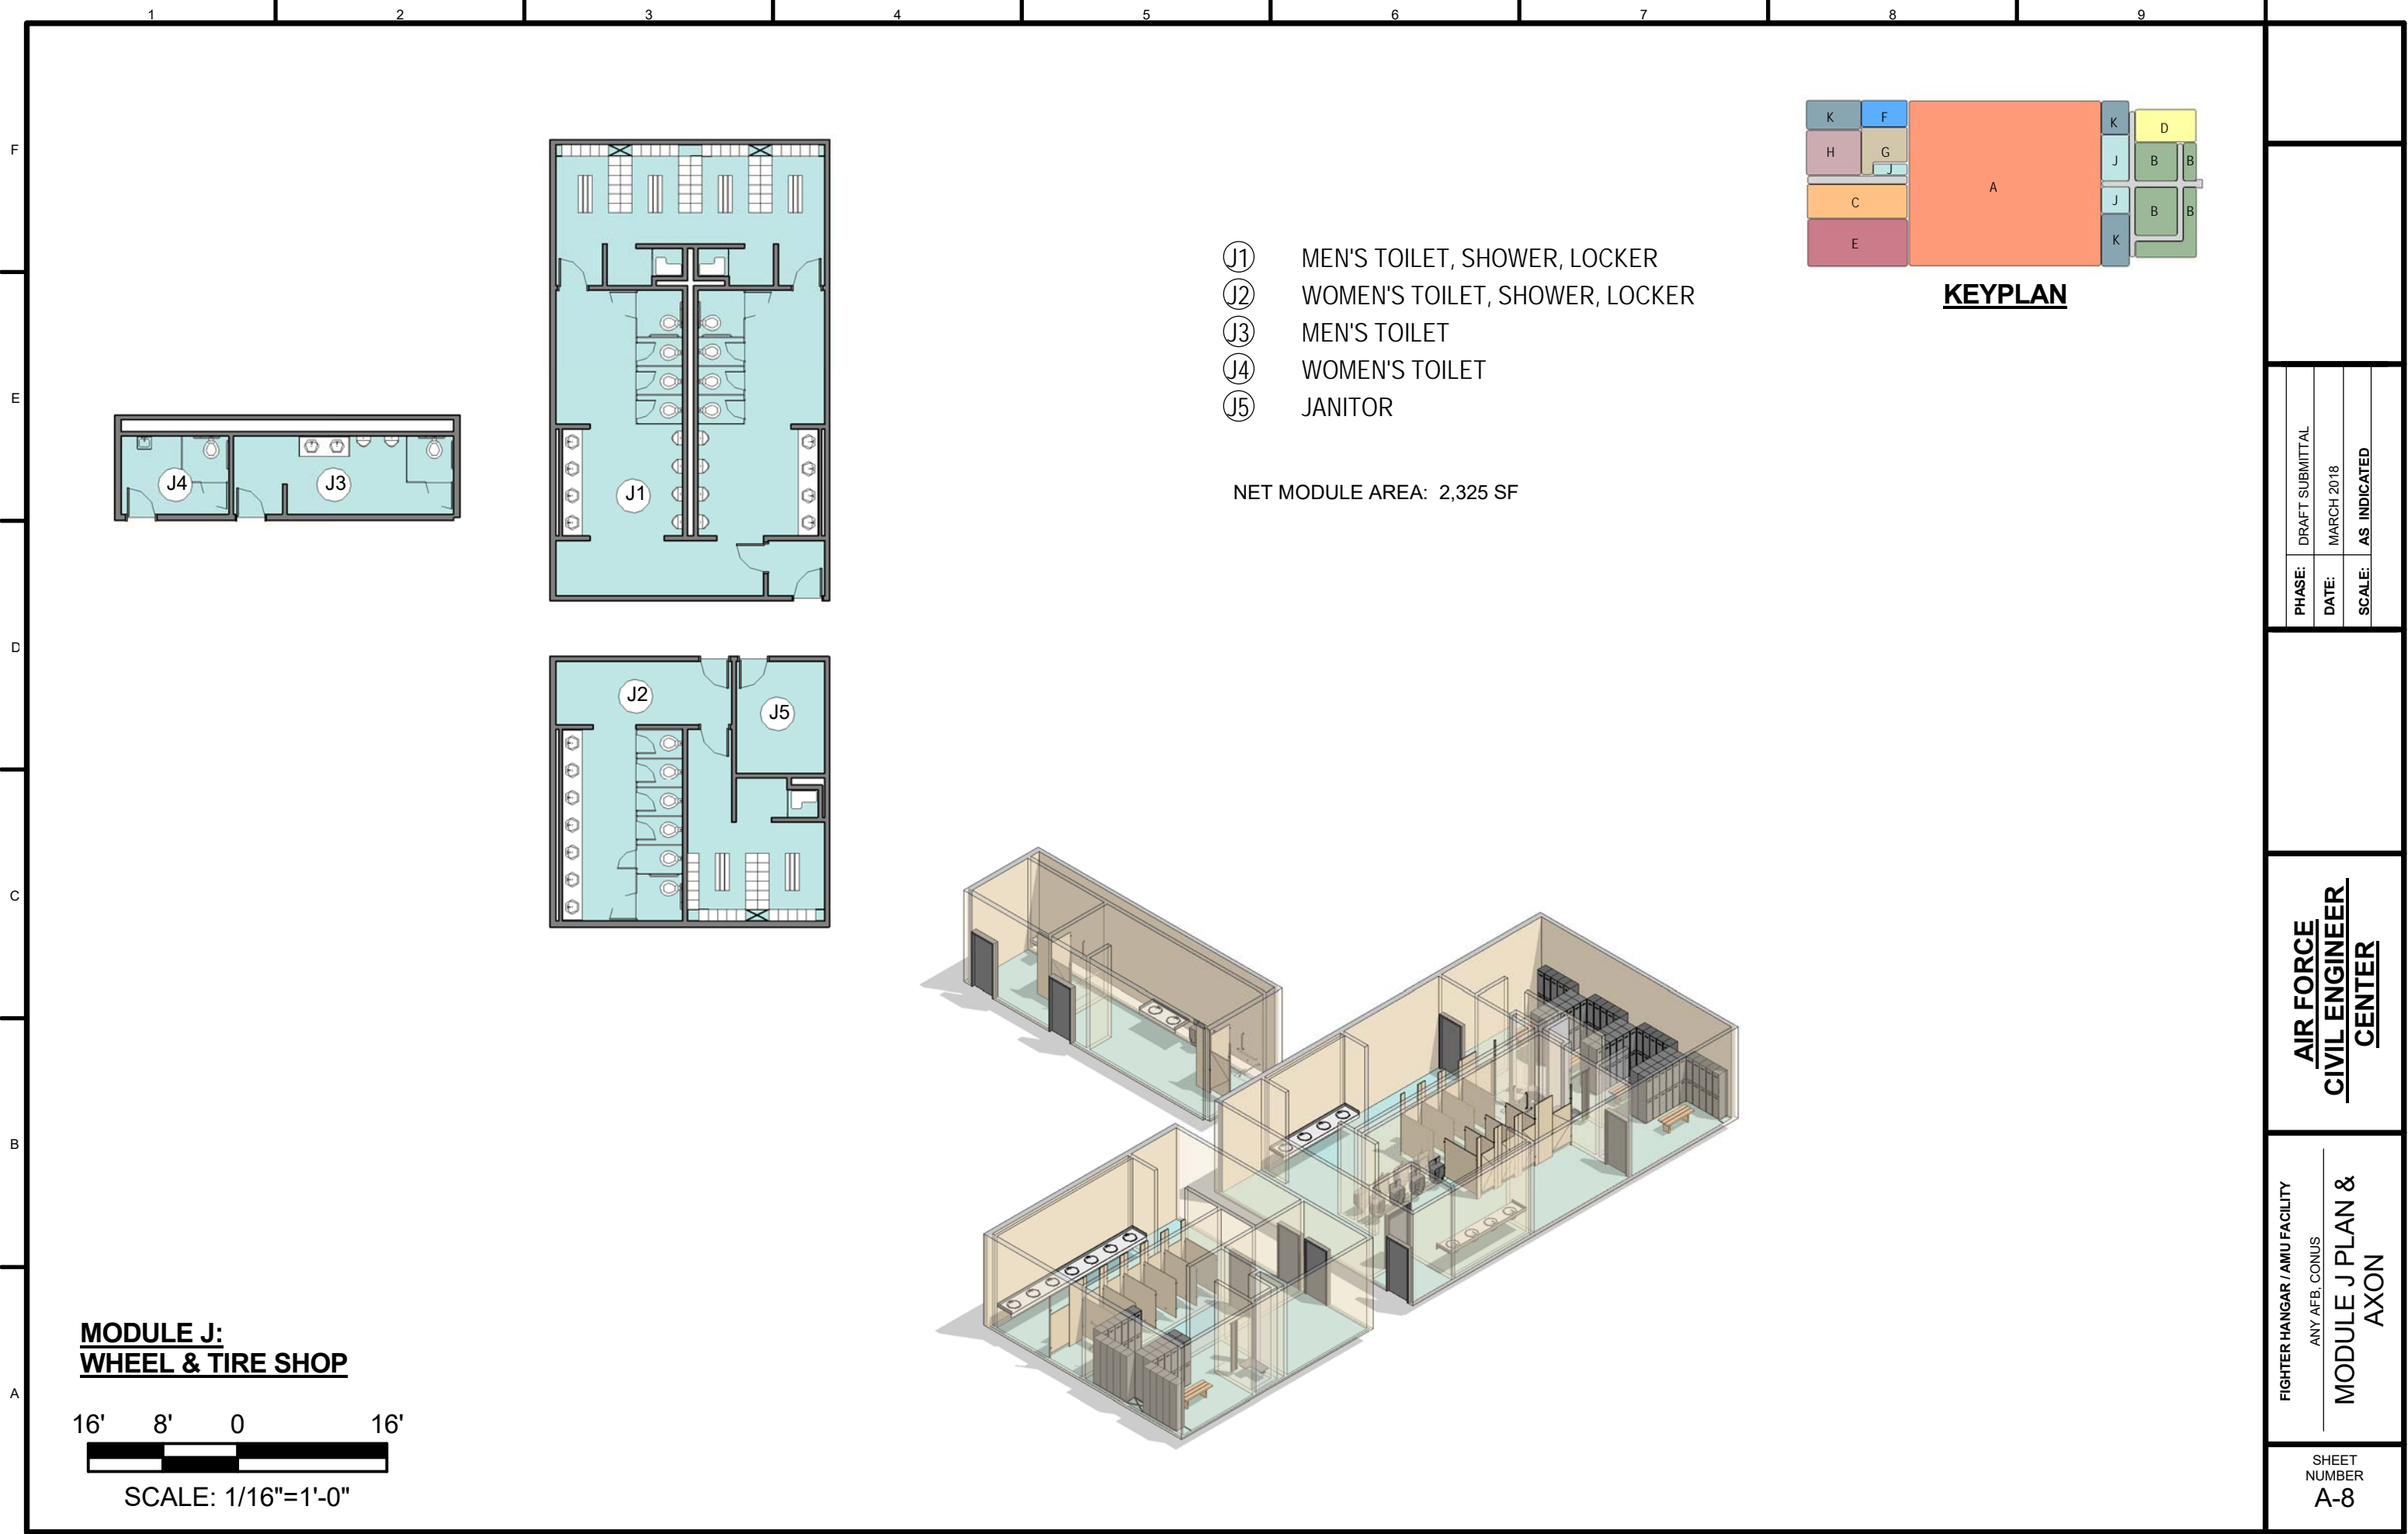 1 2 3 4 5 6 7 8 9
F
E
D
C
B
A
J4
J3
J1
J2
J5
J1 MEN'S TOILET, SHOWER, LOCKER
J2 WOMEN'S TOILET, SHOWER, LOCKER
J3 MEN'S TOILET
J4 WOMEN'S TOILET
J5 JANITOR
NET MODULE AREA: 2,325 SF
K F K D
H G J B B
J A
C J B B
E K
KEYPLAN
MODULE J:
WHEEL & TIRE SHOP
16' 8' 0 16'
SCALE: 1/16"=1'-0"
PHASE: DRAFT SUBMITTAL
DATE: MARCH 2018
SCALE: AS INDICATED
AIR FORCE
CIVIL ENGINEER
CENTER
FIGHTER HANGAR / AMU FACILITY
ANY AFB, CONUS
MODULE J PLAN &
AXON
SHEET
NUMBER
A-8